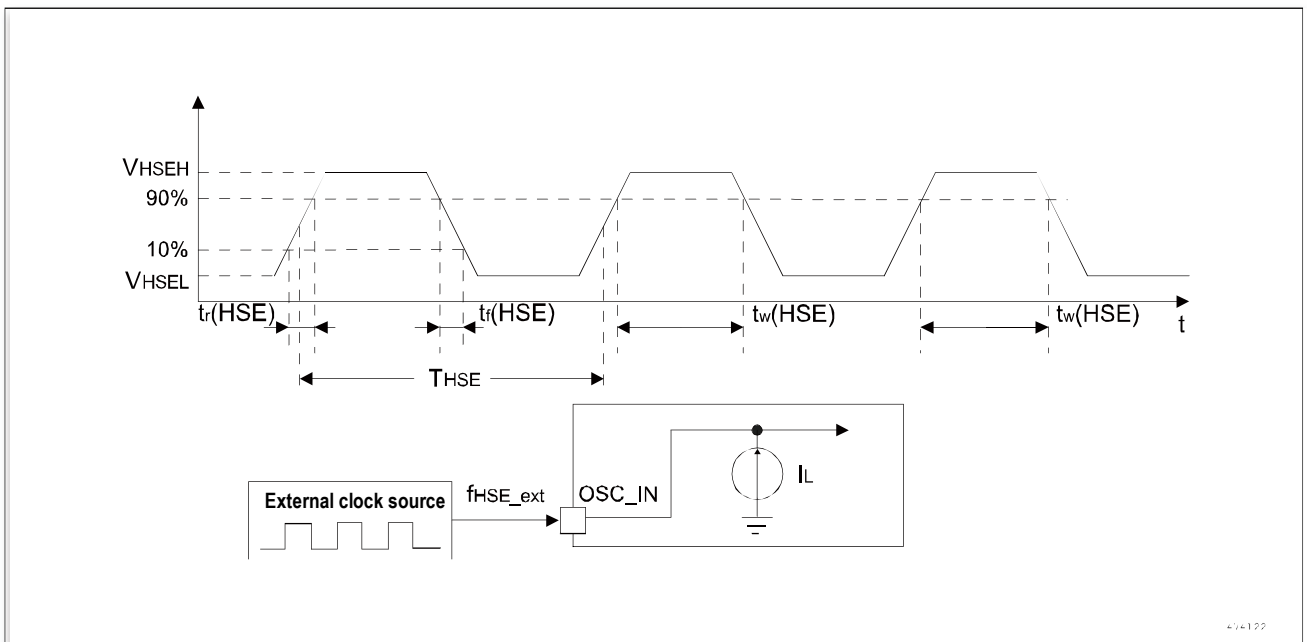 VHSEH
90%
10%
VHSEL
tr(HSE) tf(HSE) tw(HSE) tw(HSE) t
THSE
IL
External clock source fHSE_ext OSC_IN